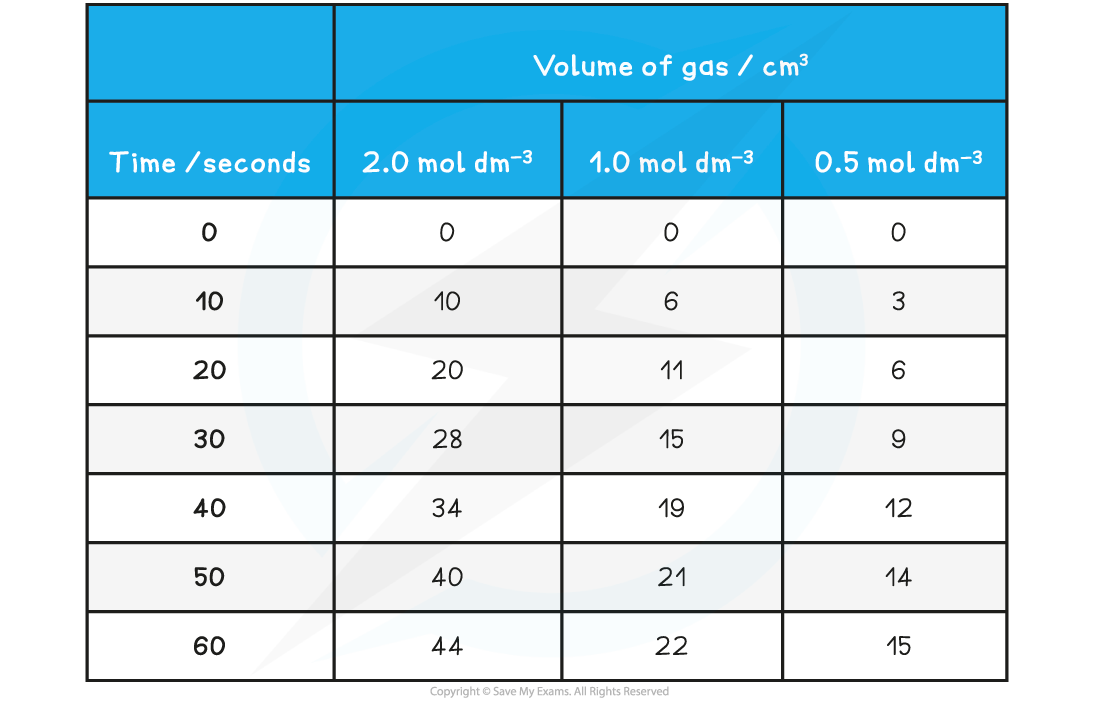 Volume of gas / cm³
Time /seconds 2.0 mol dm⁻³ 1.0 mol dm⁻³ 0.5 mol dm⁻³
0 0 0 0
10 10 6 3
20 20 11 6
30 28 15 9
40 34 19 12
50 40 21 14
60 44 22 15
Copyright © Save My Exams. All Rights Reserved